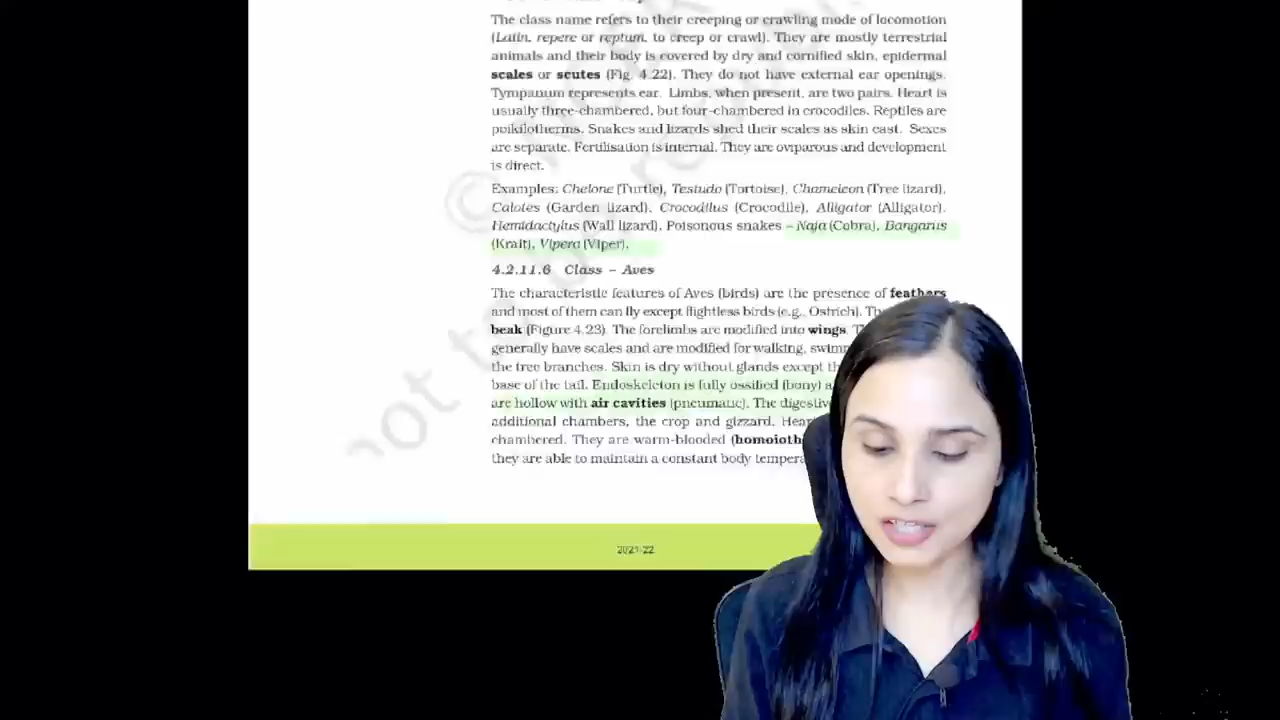 The class name refers to their creeping or crawling mode of locomotion
(Latin, repere or reptum, to creep or crawl). They are mostly terrestrial
animals and their body is covered by dry and cornified skin, epidermal
scales or scutes (Fig. 4.22). They do not have external ear openings.
Tympanum represents ear. Limbs, when present, are two pairs. Heart is
usually three-chambered, but four-chambered in crocodiles. Reptiles are
poikilotherms. Snakes and lizards shed their scales as skin cast. Sexes
are separate. Fertilisation is internal. They are oviparous and development
is direct.
Examples: Chelone (Turtle), Testudo (Tortoise), Chameleon (Tree lizard),
Calotes (Garden lizard), Crocodilus (Crocodile), Alligator (Alligator).
Hemidactylus (Wall lizard), Poisonous snakes – Naja (Cobra), Bangarus
(Krait), Vipera (Viper).
4.2.11.6 Class – Aves
The characteristic features of Aves (birds) are the presence of feathers
and most of them can fly except flightless birds (e.g., Ostrich).
beak (Figure 4.23). The forelimbs are modified into wings.
generally have scales and are modified for walking,
the tree branches. Skin is dry without glands except
base of the tail. Endoskeleton is fully ossified (bony)
are hollow with air cavities (pneumatic). The digestive
additional chambers, the crop and gizzard.
chambered. They are warm-blooded
they are able to maintain a constant body
not to be
2021-22